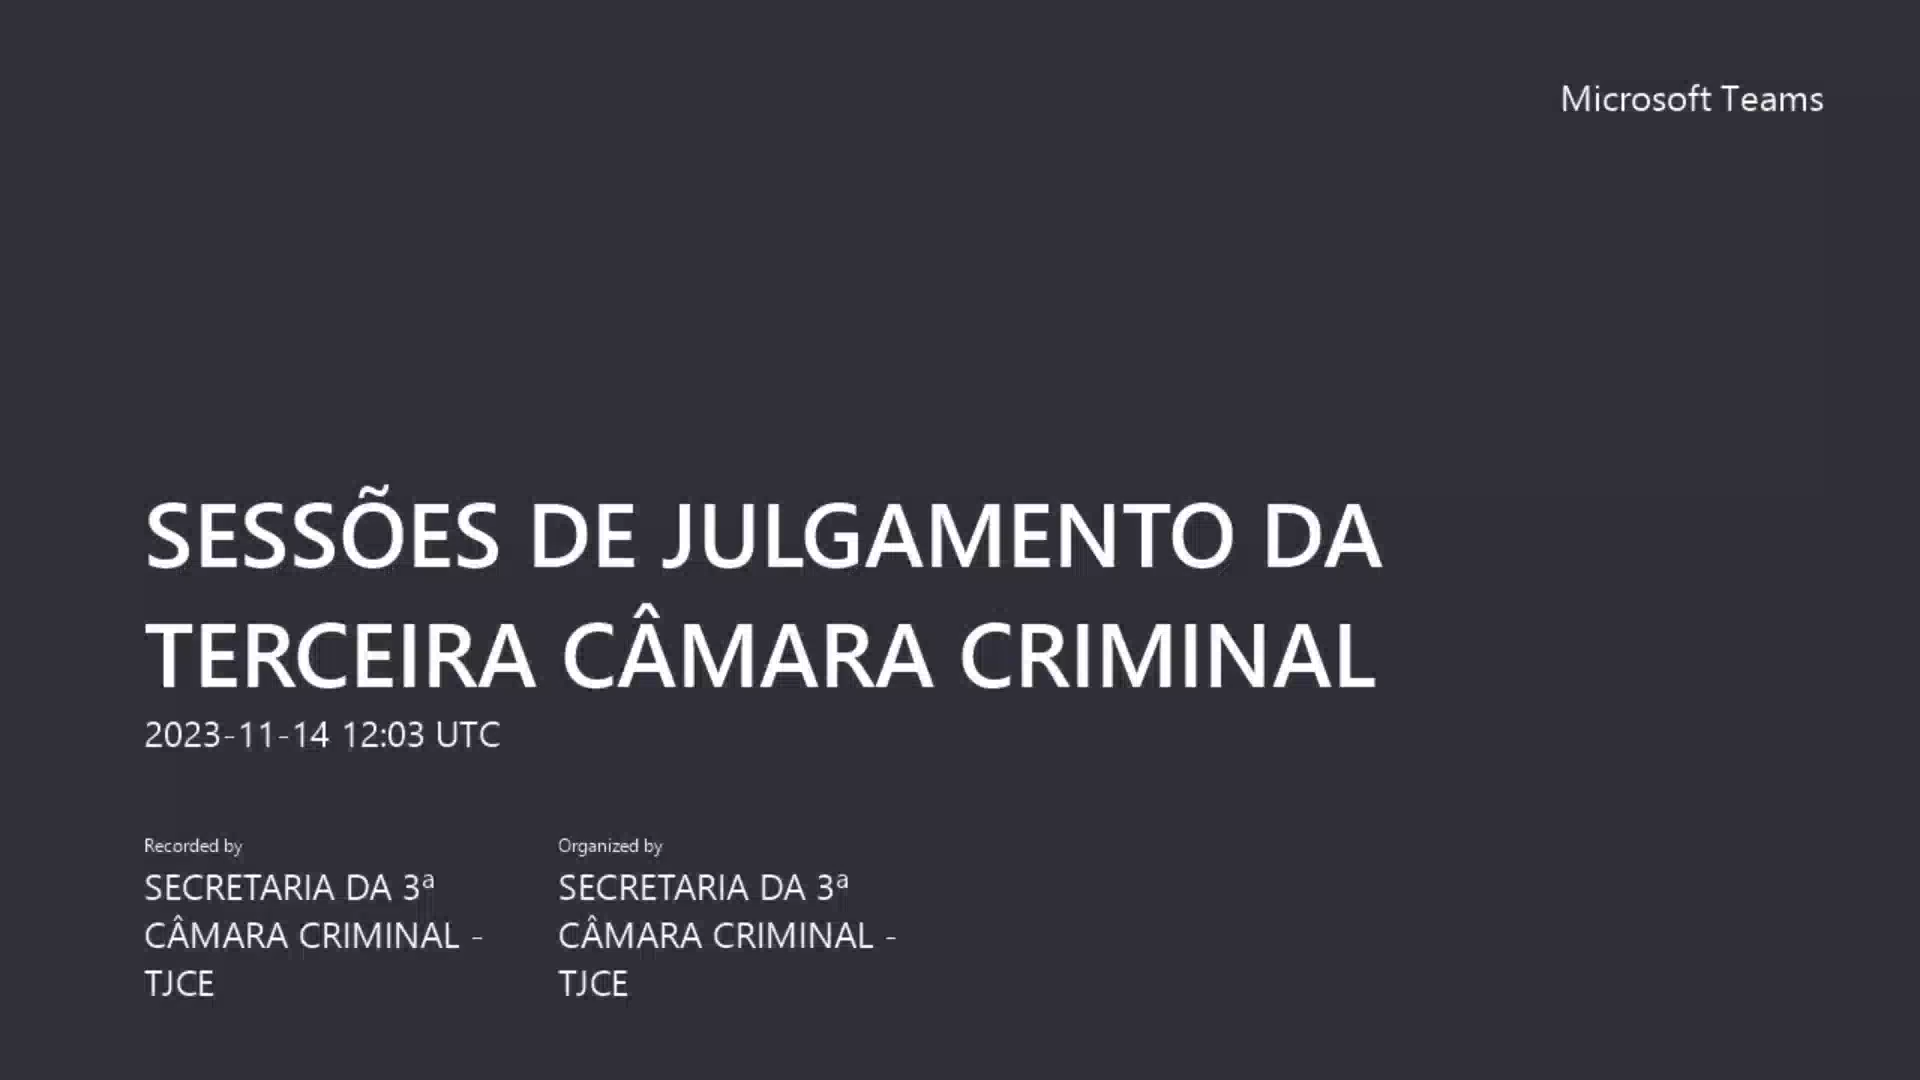 Microsoft Teams
SESSÕES DE JULGAMENTO DA
TERCEIRA CÂMARA CRIMINAL
2023-11-14 12:03 UTC
Recorded by
SECRETARIA DA 3ª
CÂMARA CRIMINAL -
TJCE
Organized by
SECRETARIA DA 3ª
CÂMARA CRIMINAL -
TJCE